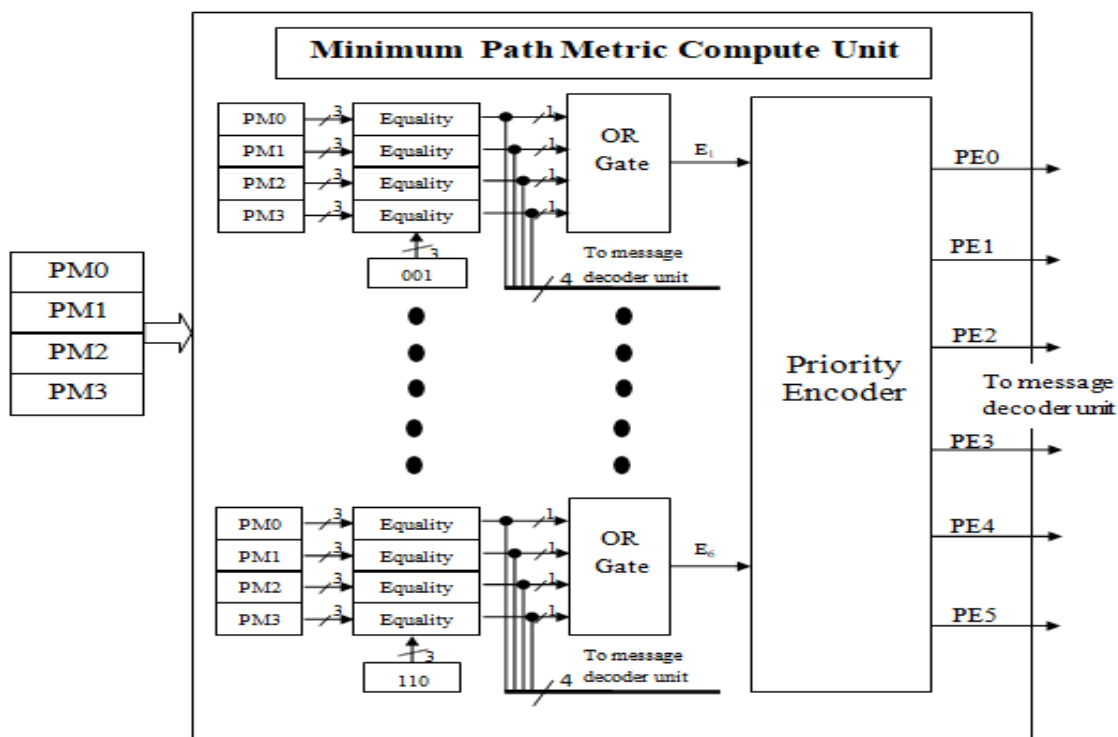 Minimum Path Metric Compute Unit
PM0
PM1
PM2
PM3
PM0 3 Equality 1
PM1 3 Equality 1
PM2 3 Equality 1
PM3 3 Equality 1
3
001
OR
Gate
E1
To message
decoder unit
4
PM0 3 Equality 1
PM1 3 Equality 1
PM2 3 Equality 1
PM3 3 Equality 1
3
110
OR
Gate
E6
To message
decoder unit
4
Priority
Encoder
PE0
PE1
PE2
To message
decoder unit
PE3
PE4
PE5